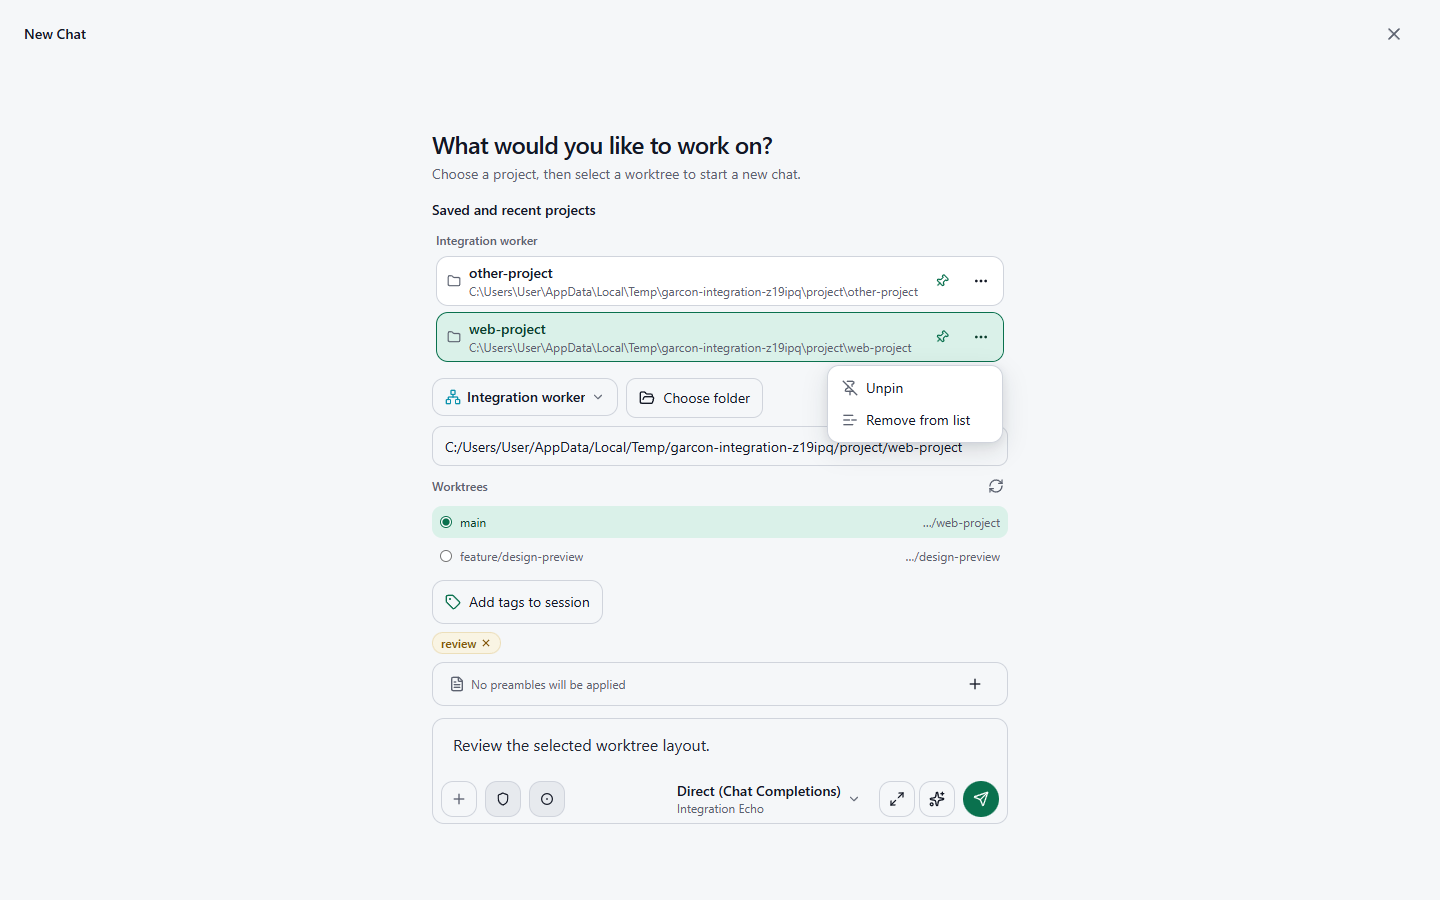 New Chat
What would you like to work on?
Choose a project, then select a worktree to start a new chat.
Saved and recent projects
Integration worker
other-project
C:\Users\User\AppData\Local\Temp\garcon-integration-z19ipq\project\other-project
web-project
C:\Users\User\AppData\Local\Temp\garcon-integration-z19ipq\project\web-project
Integration worker
Choose folder
Unpin
Remove from list
C:/Users/User/AppData/Local/Temp/garcon-integration-z19ipq/project/web-project
Worktrees
main
.../web-project
feature/design-preview
.../design-preview
Add tags to session
review
No preambles will be applied
Review the selected worktree layout.
Direct (Chat Completions)
Integration Echo